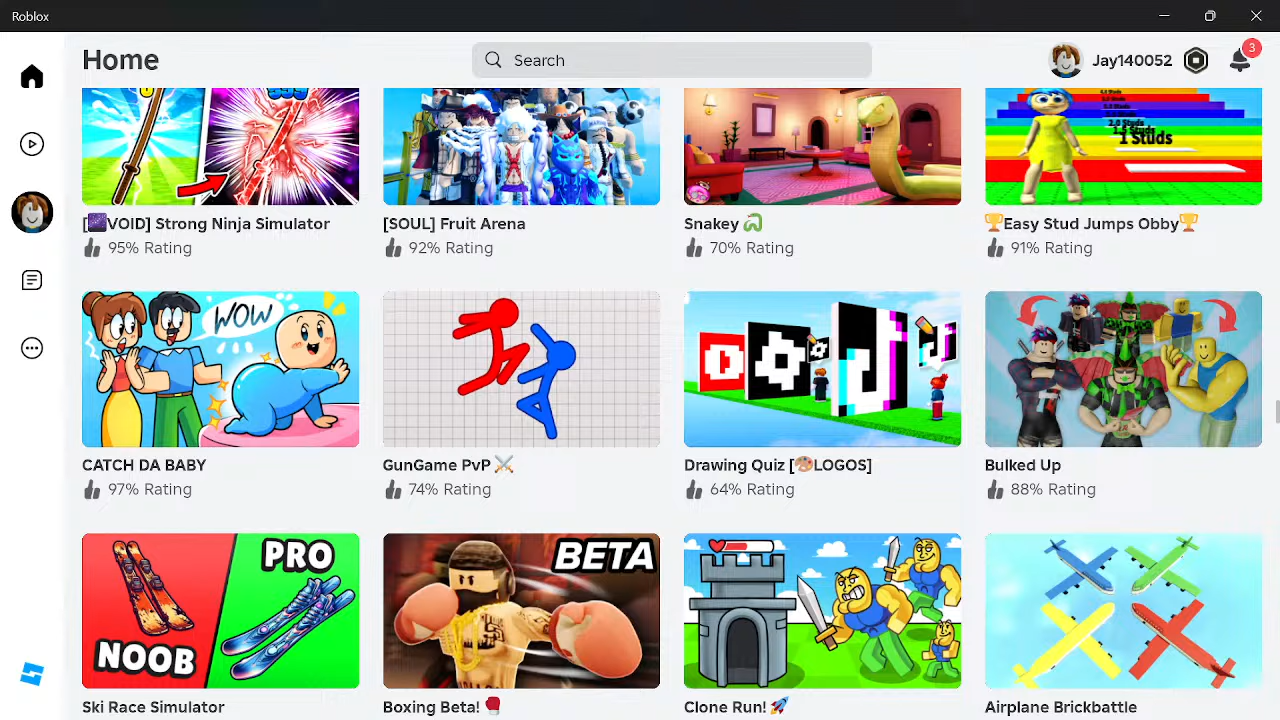 Roblox
Home
Search
Jay140052
3
1 Studs
[🌌VOID] Strong Ninja Simulator
[SOUL] Fruit Arena
Snakey 🐍
🏆Easy Stud Jumps Obby🏆
95% Rating
92% Rating
70% Rating
91% Rating
WOW
CATCH DA BABY
GunGame PvP ⚔️
Drawing Quiz [🎨LOGOS]
Bulked Up
97% Rating
74% Rating
64% Rating
88% Rating
PRO
NOOB
BETA
Ski Race Simulator
Boxing Beta! 🥊
Clone Run! 🚀
Airplane Brickbattle